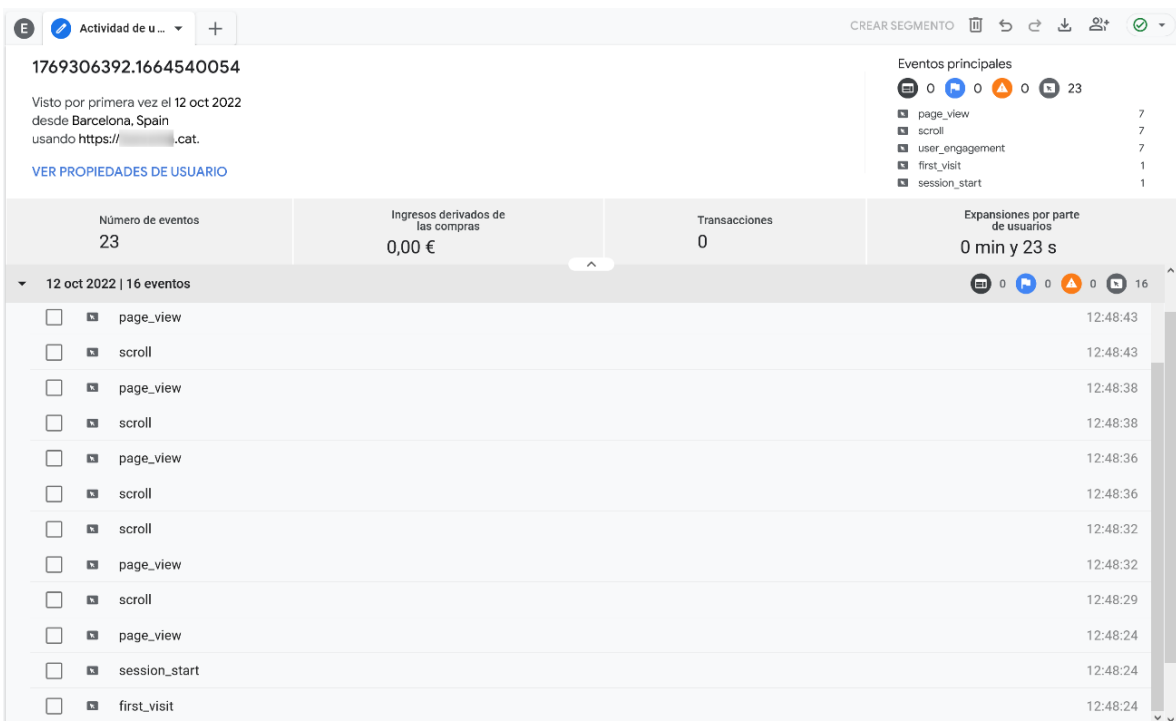 E
Actividad de u...
CREAR SEGMENTO
1769306392.1664540054
Visto por primera vez el 12 oct 2022
desde Barcelona, Spain
usando https:// .cat.
VER PROPIEDADES DE USUARIO
Eventos principales
0 0 0 23
page_view 7
scroll 7
user_engagement 7
first_visit 1
session_start 1
Número de eventos
23
Ingresos derivados de
las compras
0,00 €
Transacciones
0
Expansiones por parte
de usuarios
0 min y 23 s
12 oct 2022 | 16 eventos 0 0 0 16
page_view 12:48:43
scroll 12:48:43
page_view 12:48:38
scroll 12:48:38
page_view 12:48:36
scroll 12:48:36
scroll 12:48:32
page_view 12:48:32
scroll 12:48:29
page_view 12:48:24
session_start 12:48:24
first_visit 12:48:24